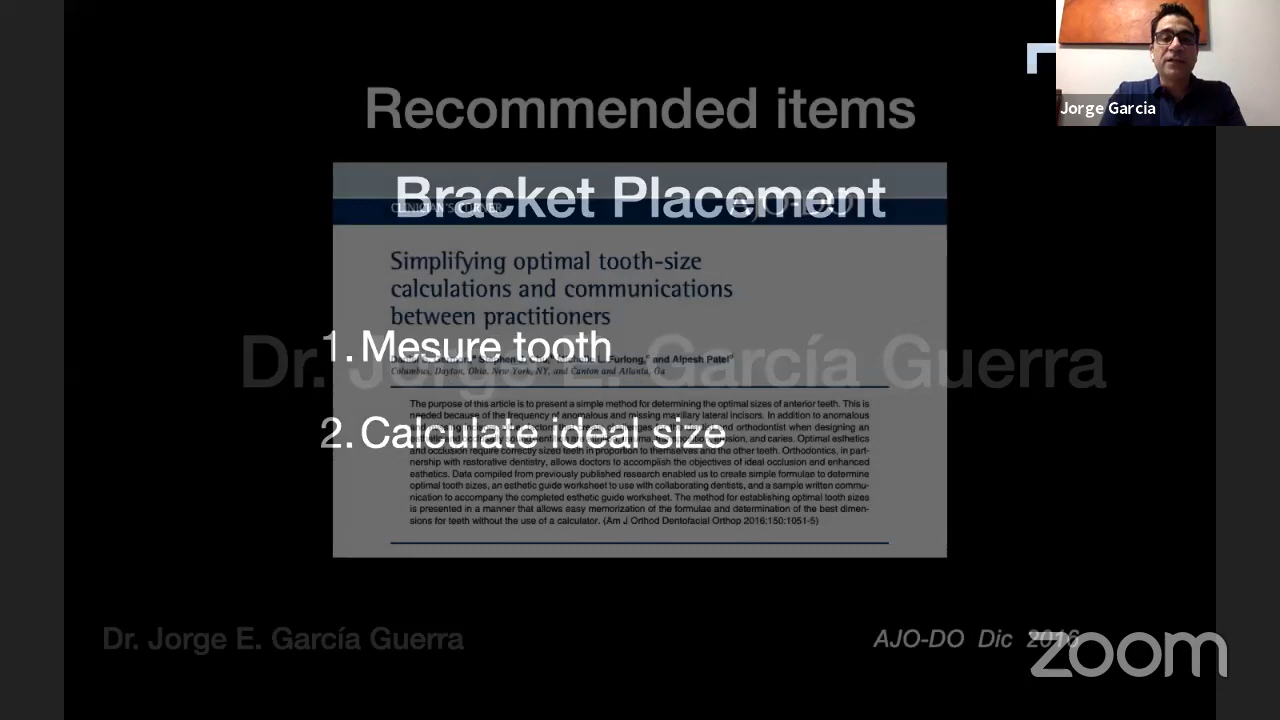 Recommended items
Jorge Garcia
Bracket Placement
CLINICIAN'S CORNER AJO-DO
Simplifying optimal tooth-size
calculations and communications
between practitioners
1. Mesure tooth
Furlong, and Alpesh Patel
Columbus, Dayton, Ohio, New York, NY, and Canton and Atlanta, Ga
Dr. Jorge E. García Guerra
The purpose of this article is to present a simple method for determining the optimal sizes of anterior teeth. This is
needed because of the frequency of anomalous and missing maxillary lateral incisors. In addition to anomalous
and orthodontist when designing an
2. Calculate ideal size
and caries. Optimal esthetics
and occlusion require correctly sized teeth in proportion to themselves and the other teeth. Orthodontics, in part-
nership with restorative dentistry, allows doctors to accomplish the objectives of ideal occlusion and enhanced
esthetics. Data compiled from previously published research enabled us to create simple formulae to determine
optimal tooth sizes, an esthetic guide worksheet to use with collaborating dentists, and a sample written commu-
nication to accompany the completed esthetic guide worksheet. The method for establishing optimal tooth sizes
is presented in a manner that allows easy memorization of the formulae and determination of the best dimen-
sions for teeth without the use of a calculator. (Am J Orthod Dentofacial Orthop 2016;150:1051-5)
Dr. Jorge E. García Guerra
AJO-DO Dic 2016
zoom